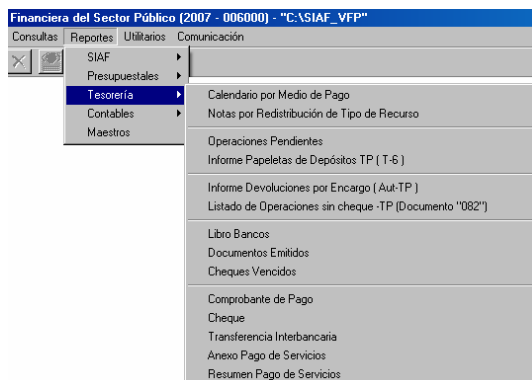 Financiera del Sector Público (2007 - 006000) - "C:\SIAF_VFP"
Consultas Reportes Utilitarios Comunicación
SIAF
Presupuestales
Tesorería
Contables
Maestros
Calendario por Medio de Pago
Notas por Redistribución de Tipo de Recurso
Operaciones Pendientes
Informe Papeletas de Depósitos TP ( T-6 )
Informe Devoluciones por Encargo ( Aut-TP )
Listado de Operaciones sin cheque -TP (Documento "082")
Libro Bancos
Documentos Emitidos
Cheques Vencidos
Comprobante de Pago
Cheque
Transferencia Interbancaria
Anexo Pago de Servicios
Resumen Pago de Servicios